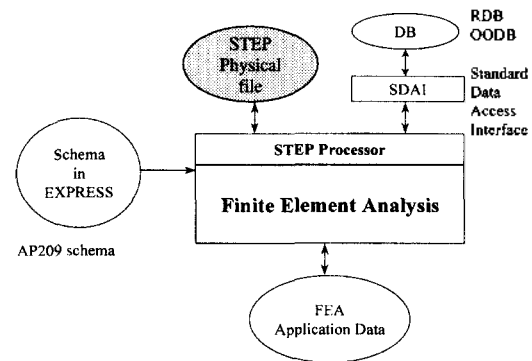 STEP
Physical
file
DB
RDB
OODB
SDAI
Standard
Data
Access
Interface
Schema
in
EXPRESS
STEP Processor
Finite Element Analysis
AP209 schema
FEA
Application Data